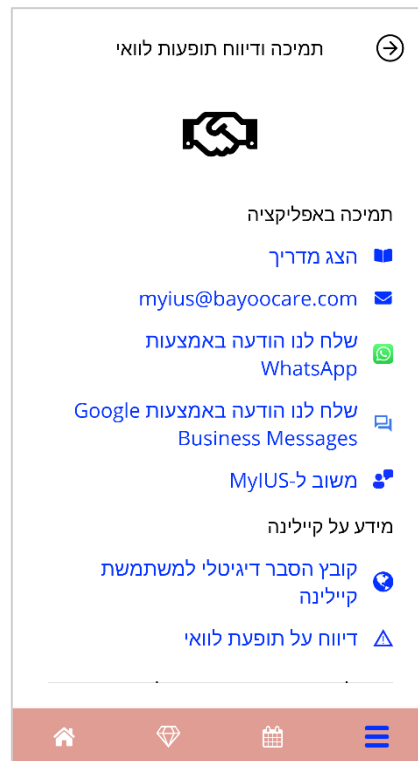 תמיכה ודיווח תופעות לוואי
תמיכה באפליקציה
הצג מדריך
myius@bayoocare.com
שלח לנו הודעה באמצעות
WhatsApp
שלח לנו הודעה באמצעות Google
Business Messages
משוב ל-MyIUS
מידע על קיילינה
קובץ הסבר דיגיטלי למשתמשת
קיילינה
דיווח על תופעת לוואי